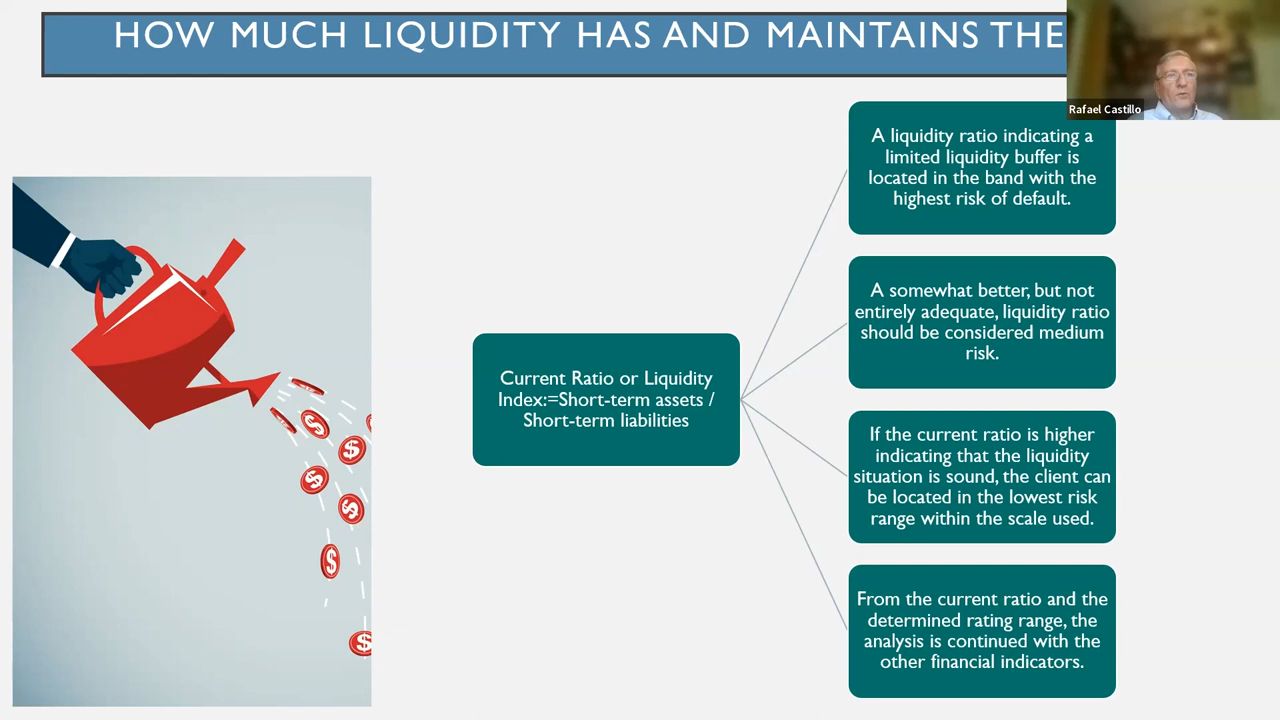 HOW MUCH LIQUIDITY HAS AND MAINTAINS THE
Rafael Castillo
A liquidity ratio indicating a
limited liquidity buffer is
located in the band with the
highest risk of default.
A somewhat better, but not
entirely adequate, liquidity ratio
should be considered medium
risk.
Current Ratio or Liquidity
Index:=Short-term assets /
Short-term liabilities
If the current ratio is higher
indicating that the liquidity
situation is sound, the client can
be located in the lowest risk
range within the scale used.
From the current ratio and the
determined rating range, the
analysis is continued with the
other financial indicators.
$
$
$
$
$
$